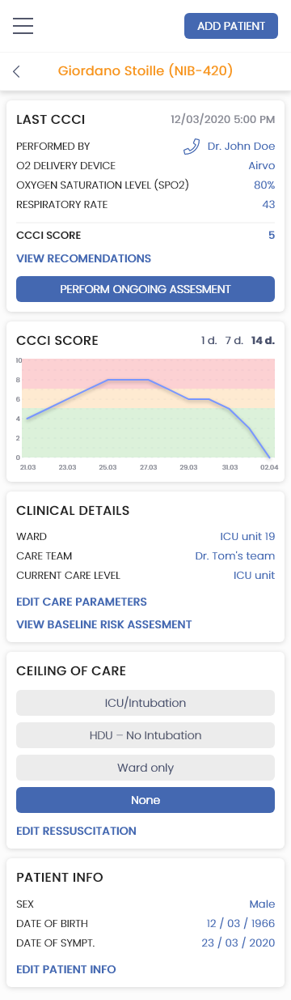 ADD PATIENT
Giordano Stoille (NIB-420)
LAST CCCI 12/03/2020 5:00 PM
PERFORMED BY Dr. John Doe
O2 DELIVERY DEVICE Airvo
OXYGEN SATURATION LEVEL (SPO2) 80%
RESPIRATORY RATE 43
CCCI SCORE 5
VIEW RECOMENDATIONS
PERFORM ONGOING ASSESMENT
CCCI SCORE 1 d. 7 d. 14 d.
10
8
6
4
2
0
21.03 23.03 25.03 27.03 29.03 31.03 02.04
CLINICAL DETAILS
WARD ICU unit 19
CARE TEAM Dr. Tom's team
CURRENT CARE LEVEL ICU unit
EDIT CARE PARAMETERS
VIEW BASELINE RISK ASSESMENT
CEILING OF CARE
ICU/Intubation
HDU – No Intubation
Ward only
None
EDIT RESSUSCITATION
PATIENT INFO
SEX Male
DATE OF BIRTH 12 / 03 / 1966
DATE OF SYMPT. 23 / 03 / 2020
EDIT PATIENT INFO